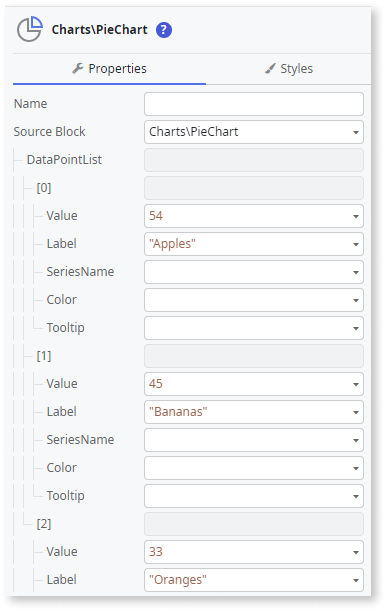 Charts\PieChart ?
Properties Styles
Name
Source Block Charts\PieChart
DataPointList
[0]
Value 54
Label "Apples"
SeriesName
Color
Tooltip
[1]
Value 45
Label "Bananas"
SeriesName
Color
Tooltip
[2]
Value 33
Label "Oranges"